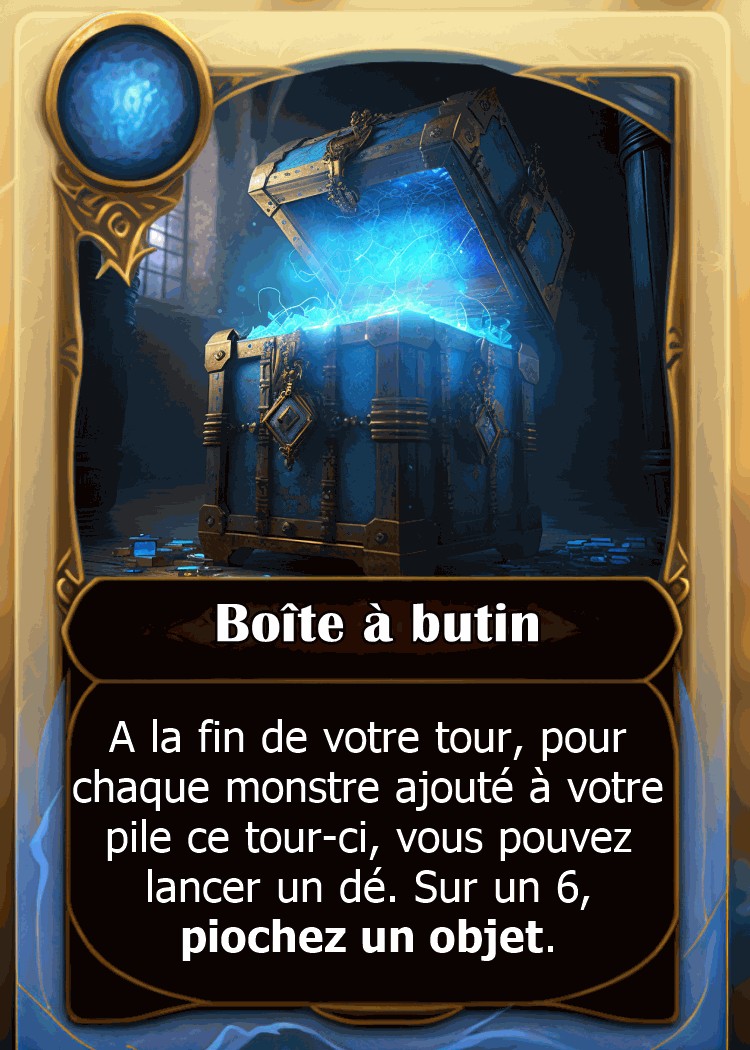 Boîte à butin
A la fin de votre tour, pour
chaque monstre ajouté à votre
pile ce tour-ci, vous pouvez
lancer un dé. Sur un 6,
piochez un objet.